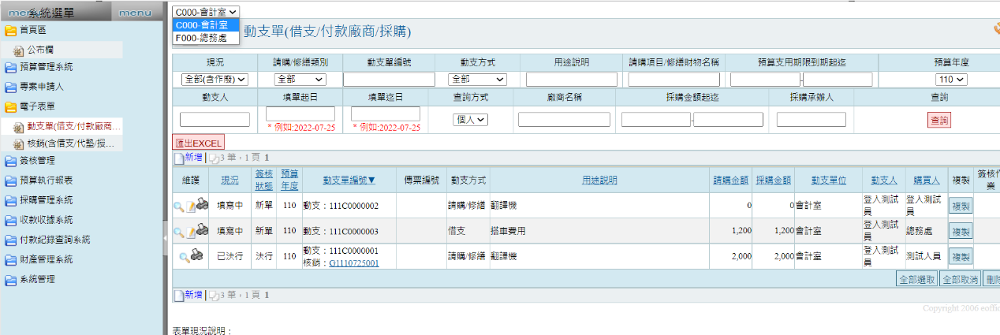 menu 系統選單 menu
首頁區
公布欄
預算管理系統
專案申請人
電子表單
動支單(借支/付款廠商...
核銷(含借支/代墊/授...
簽核管理
預算執行報表
採購管理系統
收款收據系統
付款紀錄查詢系統
財產管理系統
系統管理
C000-會計室
C000-會計室
F000-總務處
動支單(借支/付款廠商/採購)
現況 請購/修繕類別 動支單編號 動支方式 用途說明 請購項目/修繕財物名稱 預算支用期限到期起迄 預算年度
全部(含作廢) 全部 全部 - 110
動支人 填單起日 填單迄日 查詢方式 廠商名稱 採購金額起迄 採購承辦人 查詢
個人 - 查詢
* 例如:2022-07-25 * 例如:2022-07-25
匯出EXCEL
新增 3 筆，1 頁 1
維護 現況 簽核狀態 預算年度 動支單編號▼ 傳票編號 動支方式 用途說明 請購金額 採購金額 動支單位 動支人 購買人 複製 簽核作業
填寫中 新單 110 動支：111C0000002 請購/修繕 翻譯機 0 0 會計室 登入測試員 登入測試員 複製
填寫中 新單 110 動支：111C0000003 借支 搭車費用 1,200 1,200 會計室 登入測試員 總務處 複製
已決行 決行 110 動支：111C0000001 請購/修繕 翻譯機 2,000 2,000 會計室 登入測試員 測試人員 複製
核銷：G1110725001
全部選取 全部取消 刪除
新增 3 筆，1 頁 1
Copyright 2006 eoffic
表單現況說明：